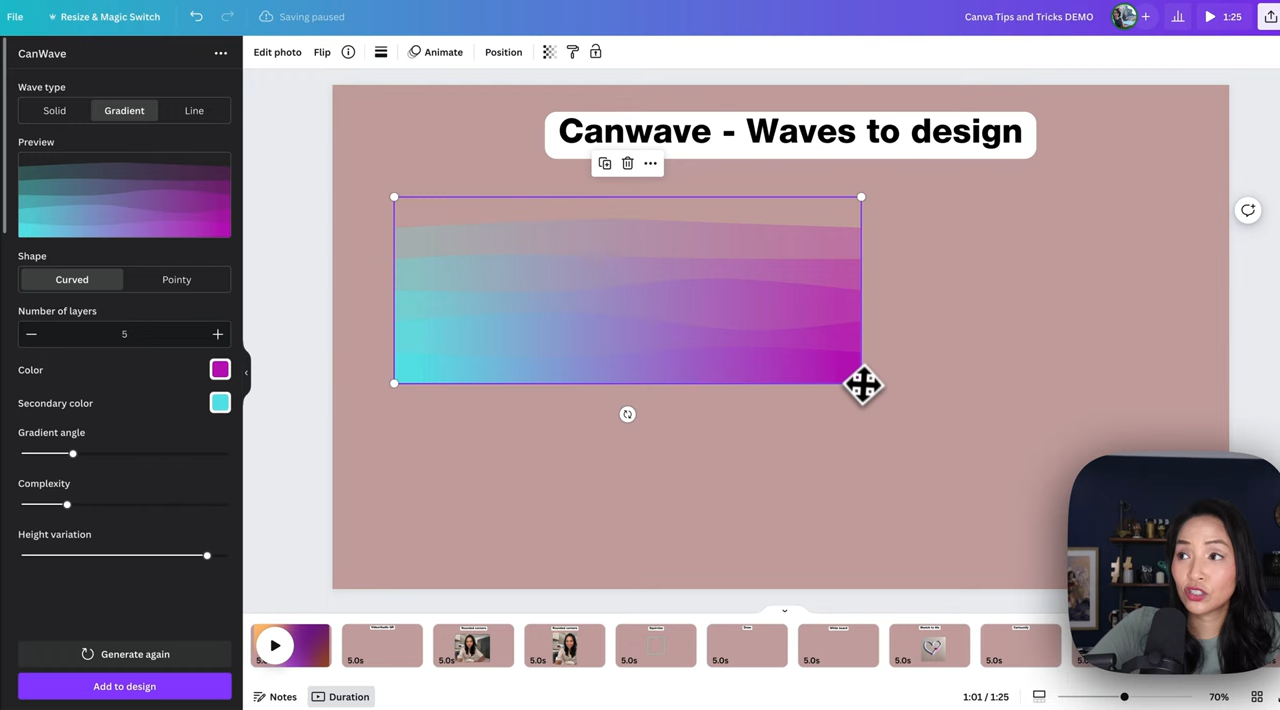 File
Resize & Magic Switch
Saving paused
Canva Tips and Tricks DEMO
1:25
CanWave
Edit photo
Flip
Animate
Position
Wave type
Solid
Gradient
Line
Preview
Shape
Curved
Pointy
Number of layers
5
Color
Secondary color
Gradient angle
Complexity
Height variation
Generate again
Add to design
Canwave - Waves to design
5.0s
5.0s
5.0s
5.0s
5.0s
5.0s
5.0s
5.0s
Notes
Duration
1:01 / 1:25
70%